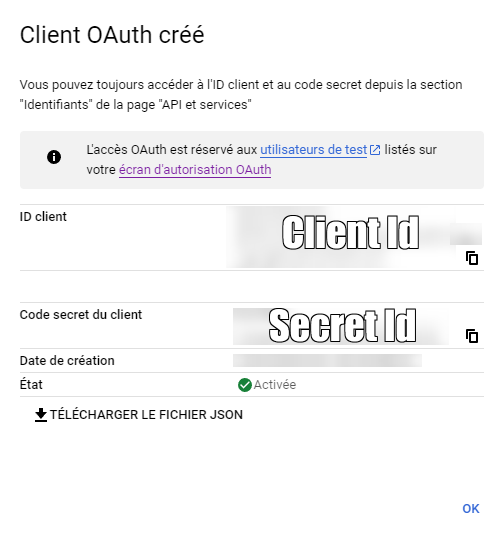 Client OAuth créé
Vous pouvez toujours accéder à l'ID client et au code secret depuis la section
"Identifiants" de la page "API et services"
L'accès OAuth est réservé aux utilisateurs de test listés sur
votre écran d'autorisation OAuth
ID client
Client Id
Code secret du client
Secret Id
Date de création
État
Activée
TÉLÉCHARGER LE FICHIER JSON
OK